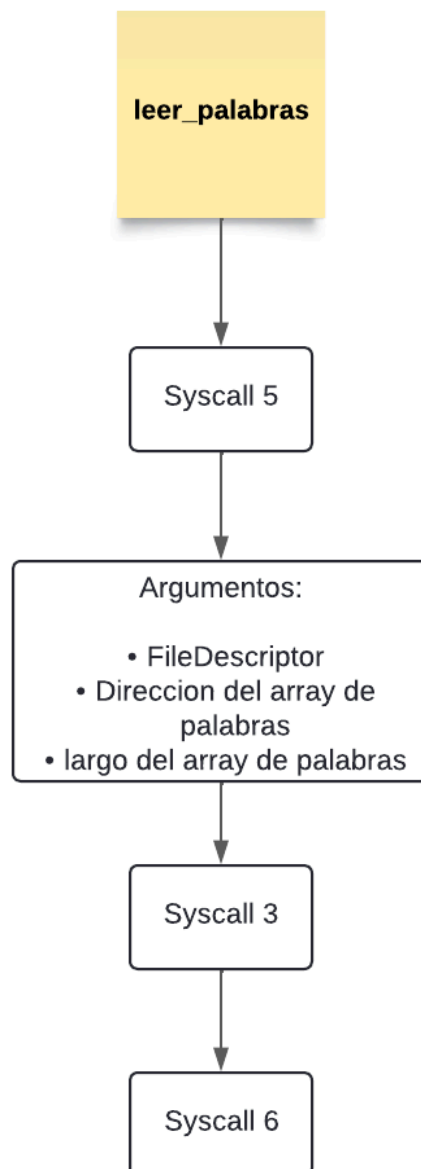 leer_palabras
Syscall 5
Argumentos:
• FileDescriptor
• Direccion del array de
palabras
• largo del array de palabras
Syscall 3
Syscall 6